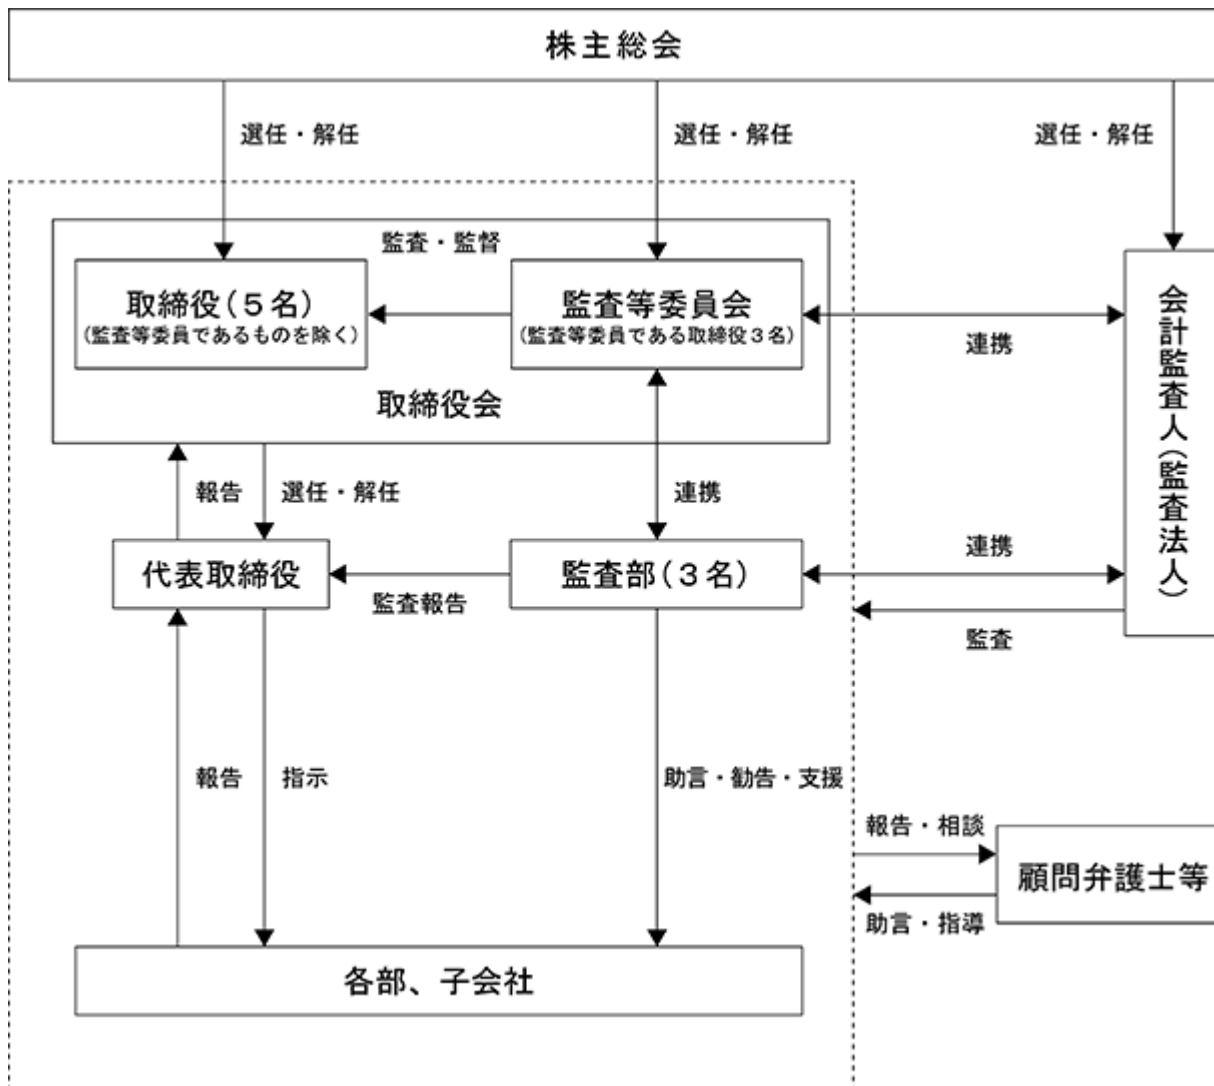 株主総会
選任・解任
選任・解任
選任・解任
監査・監督
取締役(5名)
(監査等委員であるものを除く)
監査等委員会
(監査等委員である取締役3名)
取締役会
連携
会計監査人(監査法人)
報告
選任・解任
連携
代表取締役
監査報告
監査部(3名)
連携
監査
報告
指示
助言・勧告・支援
報告・相談
顧問弁護士等
助言・指導
各部、子会社